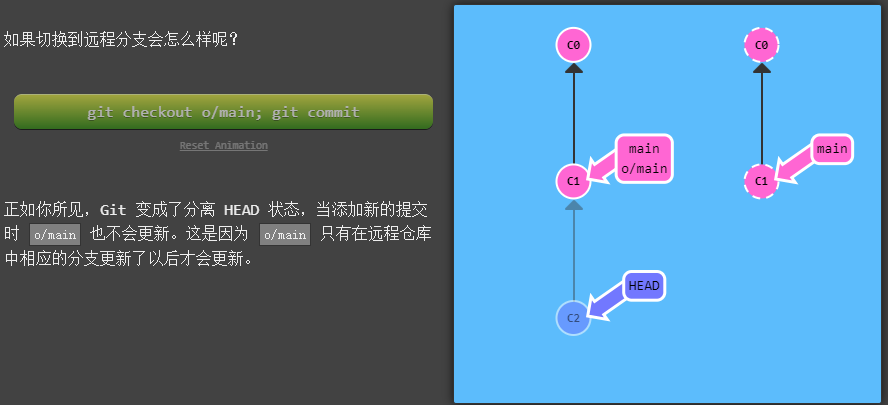 如果切换到远程分支会怎么样呢？
git checkout o/main; git commit
Reset Animation
正如你所见，Git 变成了分离 HEAD 状态，当添加新的提交
时 o/main 也不会更新。这是因为 o/main 只有在远程仓库
中相应的分支更新了以后才会更新。
C0
main
o/main
C1
HEAD
C2
C0
main
C1